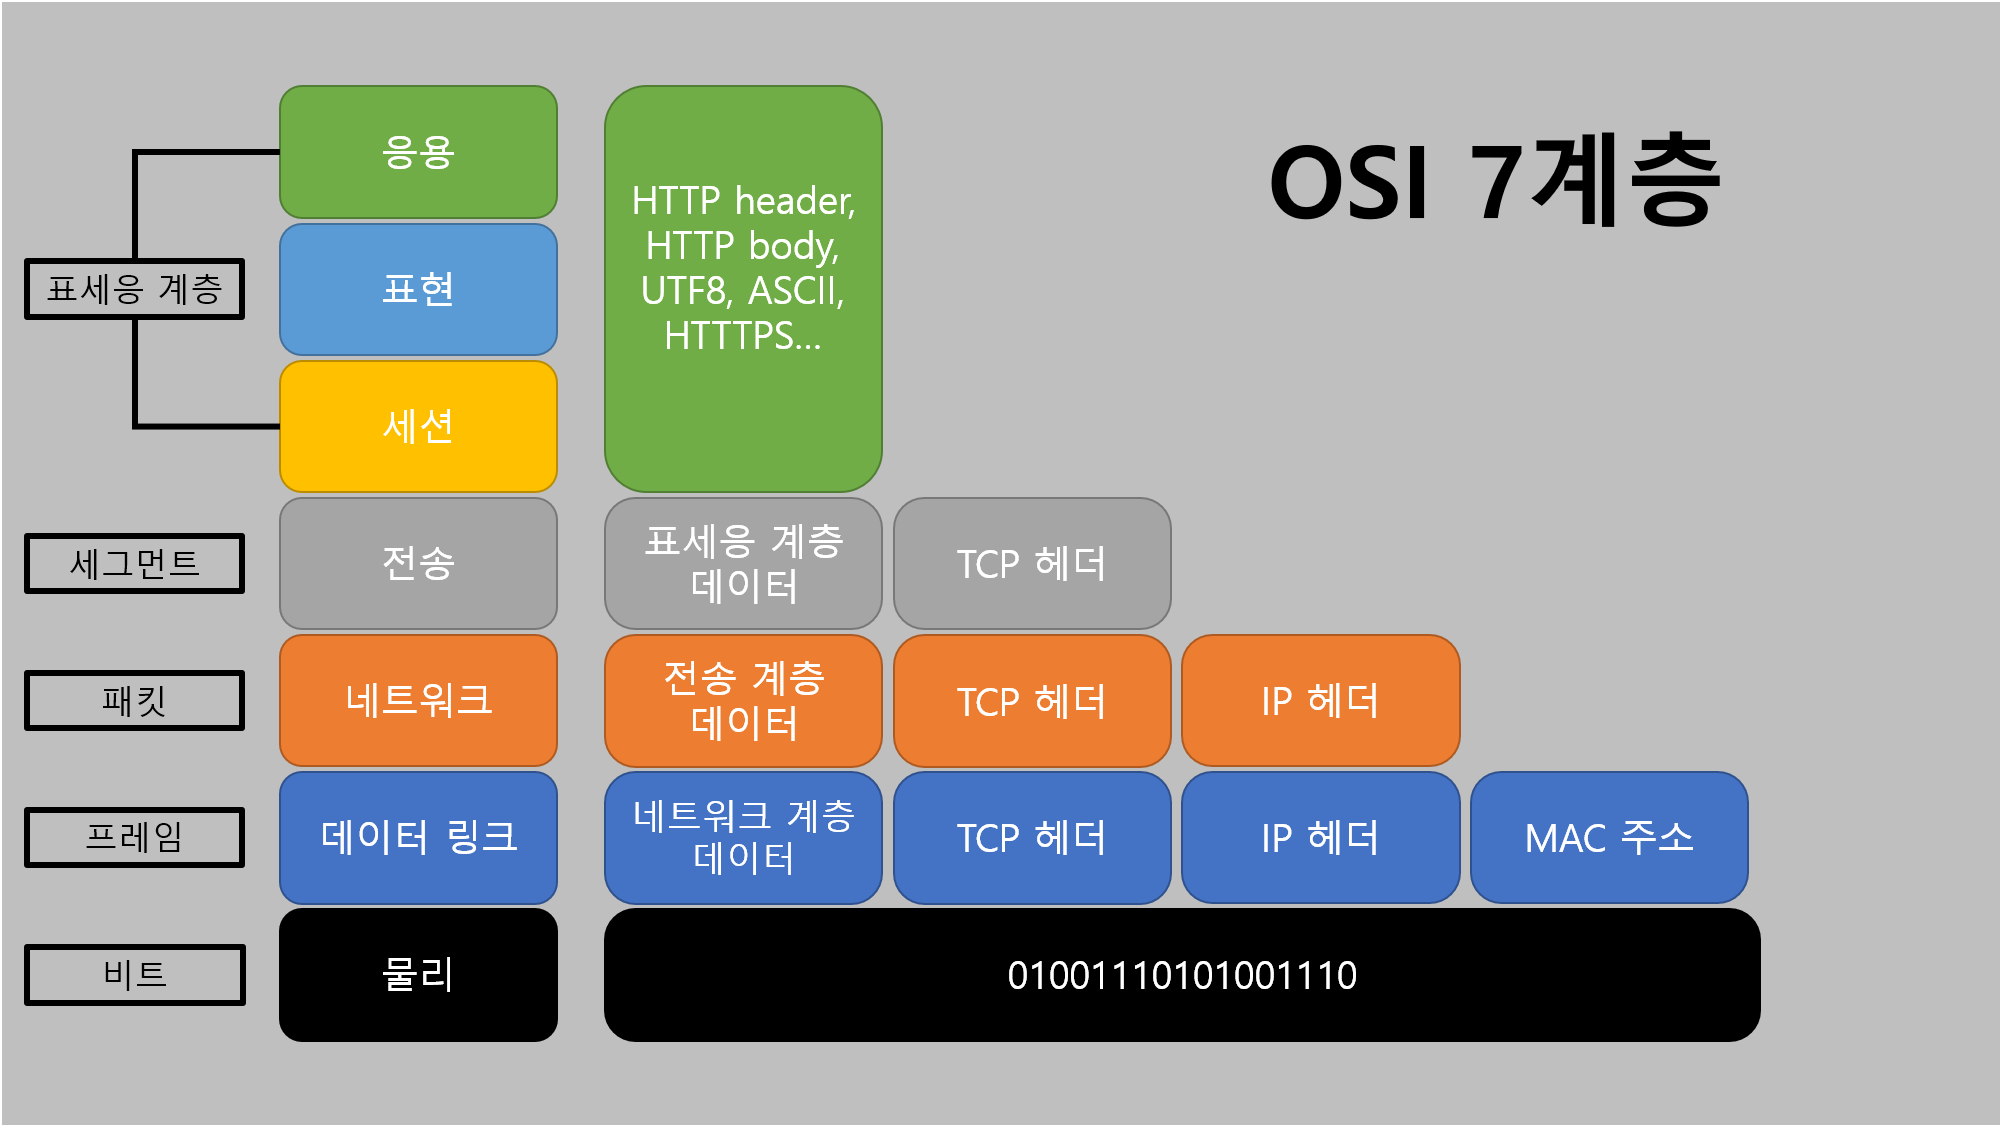 OSI 7계층
응용
HTTP header,
HTTP body,
UTF8, ASCII,
HTTTPS...
표세응 계층
표현
세션
세그먼트
전송
표세응 계층
데이터
TCP 헤더
패킷
네트워크
전송 계층
데이터
TCP 헤더
IP 헤더
프레임
데이터 링크
네트워크 계층
데이터
TCP 헤더
IP 헤더
MAC 주소
비트
물리
01001110101001110